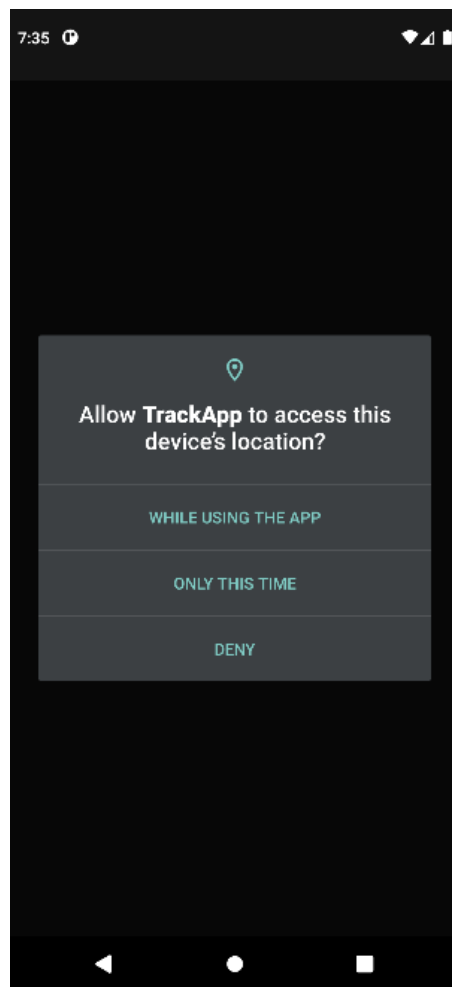 7:35
Allow TrackApp to access this
device's location?
WHILE USING THE APP
ONLY THIS TIME
DENY